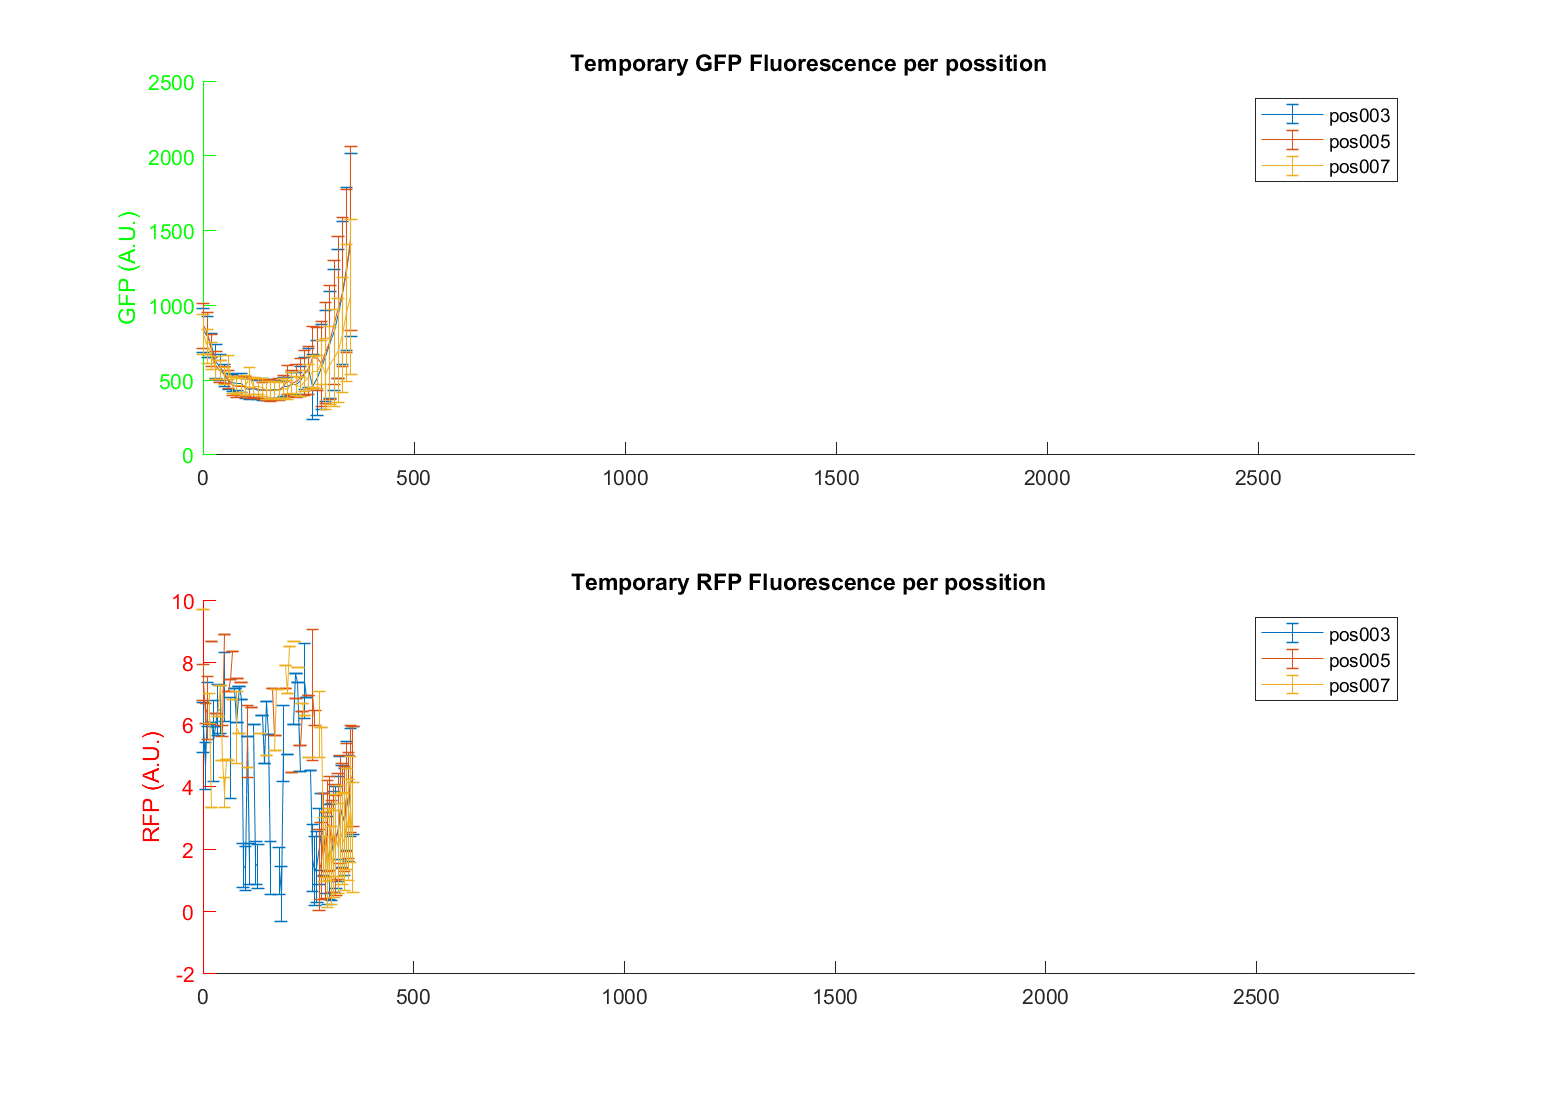 Temporary GFP Fluorescence per possition
2500
2000
1500
1000
500
0
GFP (A.U.)
pos003
pos005
pos007
0 500 1000 1500 2000 2500
Temporary RFP Fluorescence per possition
10
8
6
4
2
0
-2
RFP (A.U.)
pos003
pos005
pos007
0 500 1000 1500 2000 2500